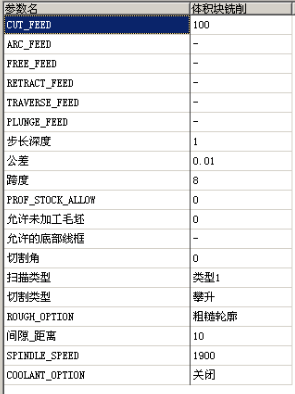 参数名 体积块铣削
CUT_FEED 100
ARC_FEED -
FREE_FEED -
RETRACT_FEED -
TRAVERSE_FEED -
PLUNGE_FEED -
步长深度 1
公差 0.01
跨度 8
PROF_STOCK_ALLOW 0
允许未加工毛坯 0
允许的底部线框 -
切割角 0
扫描类型 类型1
切割类型 攀升
ROUGH_OPTION 粗糙轮廓
间隙_距离 10
SPINDLE_SPEED 1900
COOLANT_OPTION 关闭